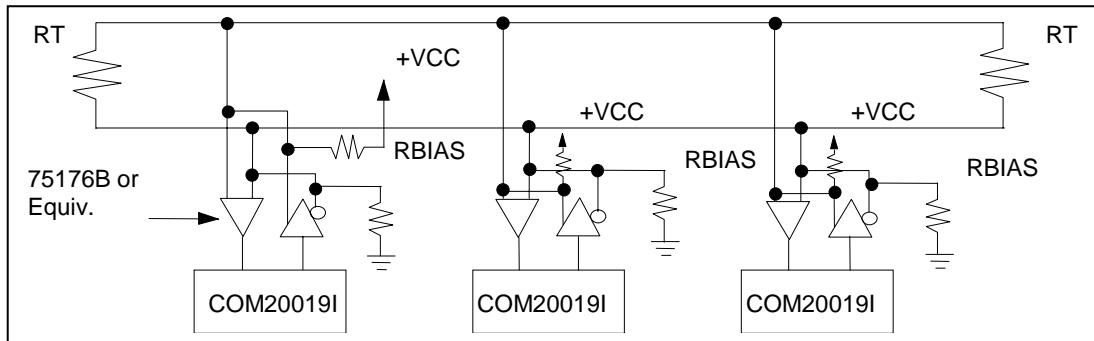 RT
RT
+VCC
+VCC
+VCC
RBIAS
RBIAS
RBIAS
75176B or
Equiv.
COM20019I
COM20019I
COM20019I